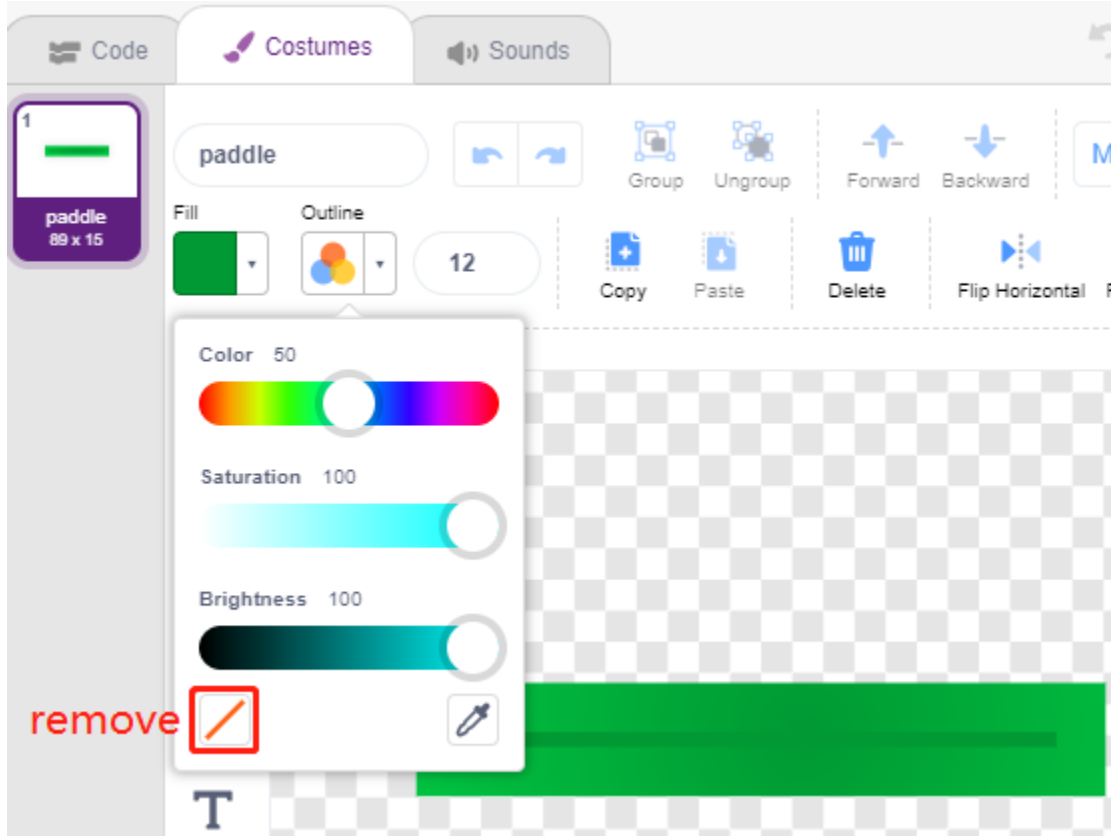 Code
Costumes
Sounds
1
paddle
89 x 15
paddle
Group
Ungroup
Forward
Backward
M
Fill
Outline
12
Copy
Paste
Delete
Flip Horizontal
F
Color 50
Saturation 100
Brightness 100
remove
T